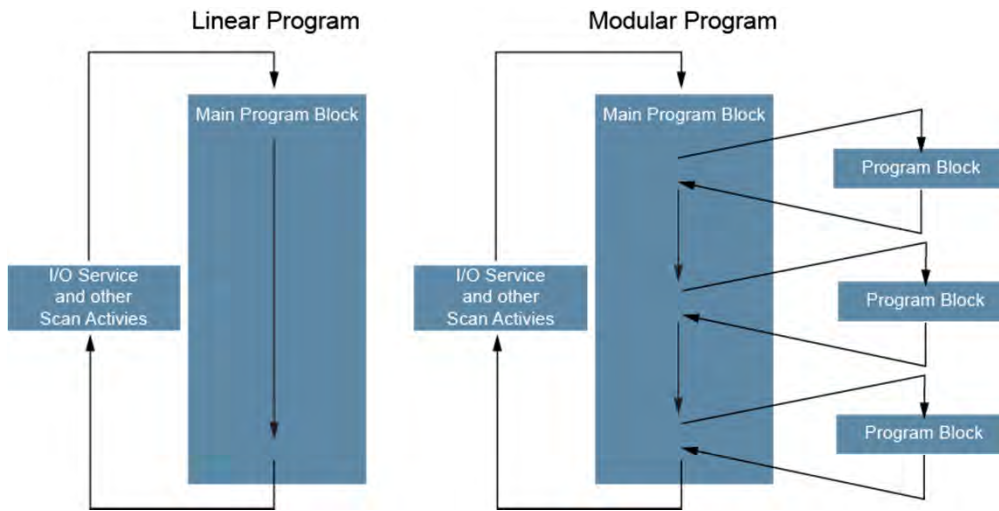 Linear Program
Main Program Block
I/O Service
and other
Scan Activies
Modular Program
Main Program Block
I/O Service
and other
Scan Activies
Program Block
Program Block
Program Block